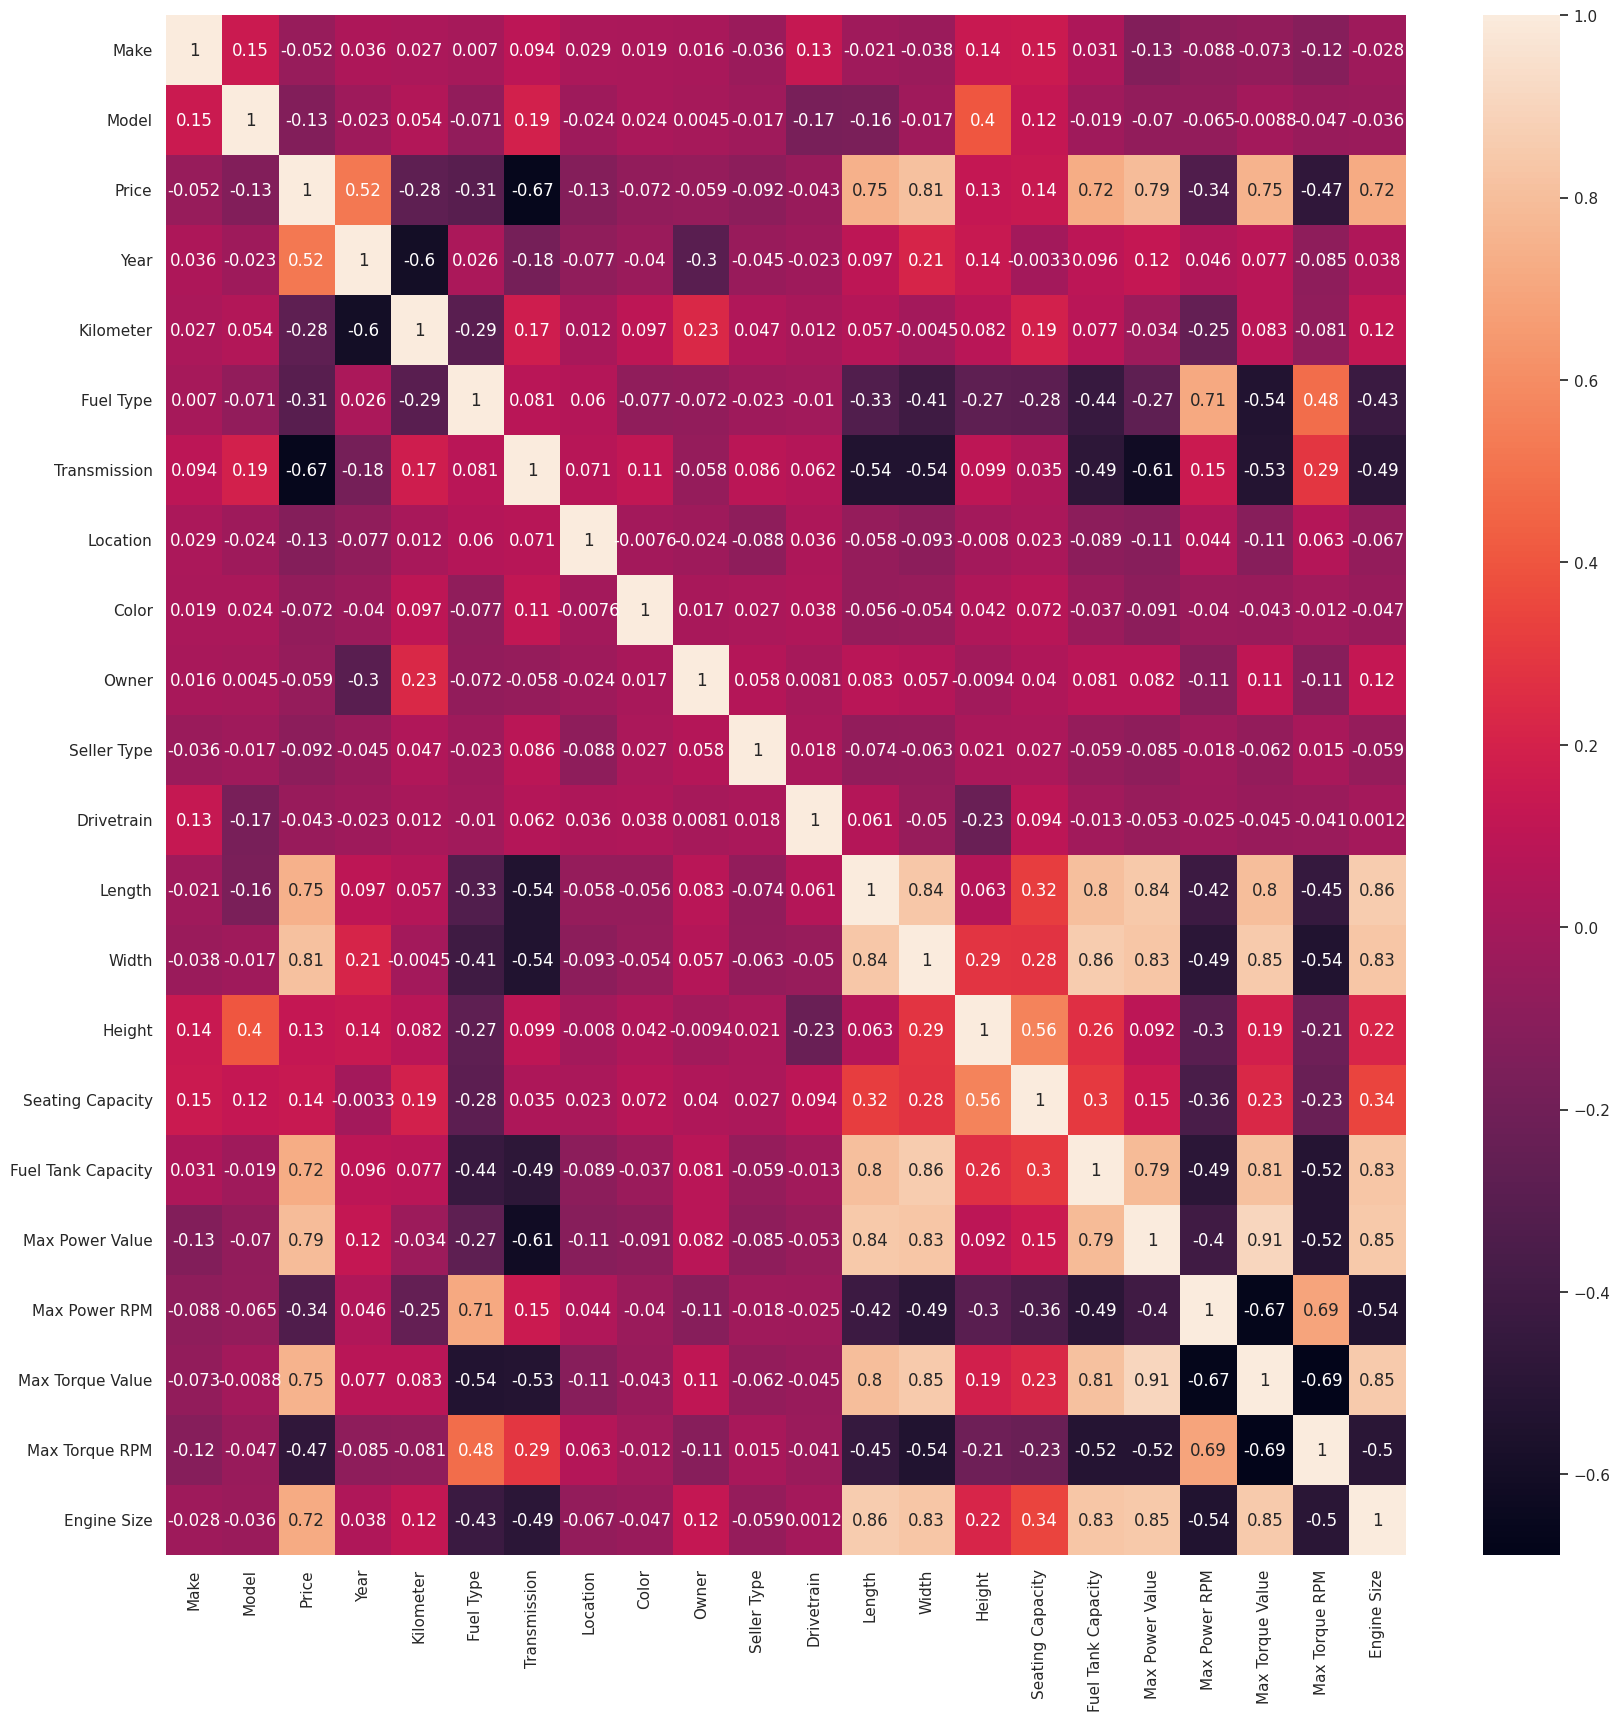 Make 1 0.15 -0.052 0.036 0.027 0.007 0.094 0.029 0.019 0.016 -0.036 0.13 -0.021 -0.038 0.14 0.15 0.031 -0.13 -0.088 -0.073 -0.12 -0.028
Model 0.15 1 -0.13 -0.023 0.054 -0.071 0.19 -0.024 0.024 0.0045 -0.017 -0.17 -0.16 -0.017 0.4 0.12 -0.019 -0.07 -0.065 -0.0088 -0.047 -0.036
Price -0.052 -0.13 1 0.52 -0.28 -0.31 -0.67 -0.13 -0.072 -0.059 -0.092 -0.043 0.75 0.81 0.13 0.14 0.72 0.79 -0.34 0.75 -0.47 0.72
Year 0.036 -0.023 0.52 1 -0.6 0.026 -0.18 -0.077 -0.04 -0.3 -0.045 -0.023 0.097 0.21 0.14 -0.0033 0.096 0.12 0.046 0.077 -0.085 0.038
Kilometer 0.027 0.054 -0.28 -0.6 1 -0.29 0.17 0.012 0.097 0.23 0.047 0.012 0.057 -0.0045 0.082 0.19 0.077 -0.034 -0.25 0.083 -0.081 0.12
Fuel Type 0.007 -0.071 -0.31 0.026 -0.29 1 0.081 0.06 -0.077 -0.072 -0.023 -0.01 -0.33 -0.41 -0.27 -0.28 -0.44 -0.27 0.71 -0.54 0.48 -0.43
Transmission 0.094 0.19 -0.67 -0.18 0.17 0.081 1 0.071 0.11 -0.058 0.086 0.062 -0.54 -0.54 0.099 0.035 -0.49 -0.61 0.15 -0.53 0.29 -0.49
Location 0.029 -0.024 -0.13 -0.077 0.012 0.06 0.071 1 -0.0076 -0.024 -0.088 0.036 -0.058 -0.093 -0.008 0.023 -0.089 -0.11 0.044 -0.11 0.063 -0.067
Color 0.019 0.024 -0.072 -0.04 0.097 -0.077 0.11 -0.0076 1 0.017 0.027 0.038 -0.056 -0.054 0.042 0.072 -0.037 -0.091 -0.04 -0.043 -0.012 -0.047
Owner 0.016 0.0045 -0.059 -0.3 0.23 -0.072 -0.058 -0.024 0.017 1 0.058 0.0081 0.083 0.057 -0.0094 0.04 0.081 0.082 -0.11 0.11 -0.11 0.12
Seller Type -0.036 -0.017 -0.092 -0.045 0.047 -0.023 0.086 -0.088 0.027 0.058 1 0.018 -0.074 -0.063 0.021 0.027 -0.059 -0.085 -0.018 -0.062 0.015 -0.059
Drivetrain 0.13 -0.17 -0.043 -0.023 0.012 -0.01 0.062 0.036 0.038 0.0081 0.018 1 0.061 -0.05 -0.23 0.094 -0.013 -0.053 -0.025 -0.045 -0.041 0.0012
Length -0.021 -0.16 0.75 0.097 0.057 -0.33 -0.54 -0.058 -0.056 0.083 -0.074 0.061 1 0.84 0.063 0.32 0.8 0.84 -0.42 0.8 -0.45 0.86
Width -0.038 -0.017 0.81 0.21 -0.0045 -0.41 -0.54 -0.093 -0.054 0.057 -0.063 -0.05 0.84 1 0.29 0.28 0.86 0.83 -0.49 0.85 -0.54 0.83
Height 0.14 0.4 0.13 0.14 0.082 -0.27 0.099 -0.008 0.042 -0.0094 0.021 -0.23 0.063 0.29 1 0.56 0.26 0.092 -0.3 0.19 -0.21 0.22
Seating Capacity 0.15 0.12 0.14 -0.0033 0.19 -0.28 0.035 0.023 0.072 0.04 0.027 0.094 0.32 0.28 0.56 1 0.3 0.15 -0.36 0.23 -0.23 0.34
Fuel Tank Capacity 0.031 -0.019 0.72 0.096 0.077 -0.44 -0.49 -0.089 -0.037 0.081 -0.059 -0.013 0.8 0.86 0.26 0.3 1 0.79 -0.49 0.81 -0.52 0.83
Max Power Value -0.13 -0.07 0.79 0.12 -0.034 -0.27 -0.61 -0.11 -0.091 0.082 -0.085 -0.053 0.84 0.83 0.092 0.15 0.79 1 -0.4 0.91 -0.52 0.85
Max Power RPM -0.088 -0.065 -0.34 0.046 -0.25 0.71 0.15 0.044 -0.04 -0.11 -0.018 -0.025 -0.42 -0.49 -0.3 -0.36 -0.49 -0.4 1 -0.67 0.69 -0.54
Max Torque Value -0.073 -0.0088 0.75 0.077 0.083 -0.54 -0.53 -0.11 -0.043 0.11 -0.062 -0.045 0.8 0.85 0.19 0.23 0.81 0.91 -0.67 1 -0.69 0.85
Max Torque RPM -0.12 -0.047 -0.47 -0.085 -0.081 0.48 0.29 0.063 -0.012 -0.11 0.015 -0.041 -0.45 -0.54 -0.21 -0.23 -0.52 -0.52 0.69 -0.69 1 -0.5
Engine Size -0.028 -0.036 0.72 0.038 0.12 -0.43 -0.49 -0.067 -0.047 0.12 -0.059 0.0012 0.86 0.83 0.22 0.34 0.83 0.85 -0.54 0.85 -0.5 1
Make
Model
Price
Year
Kilometer
Fuel Type
Transmission
Location
Color
Owner
Seller Type
Drivetrain
Length
Width
Height
Seating Capacity
Fuel Tank Capacity
Max Power Value
Max Power RPM
Max Torque Value
Max Torque RPM
Engine Size
1.0
0.8
0.6
0.4
0.2
0.0
−0.2
−0.4
−0.6